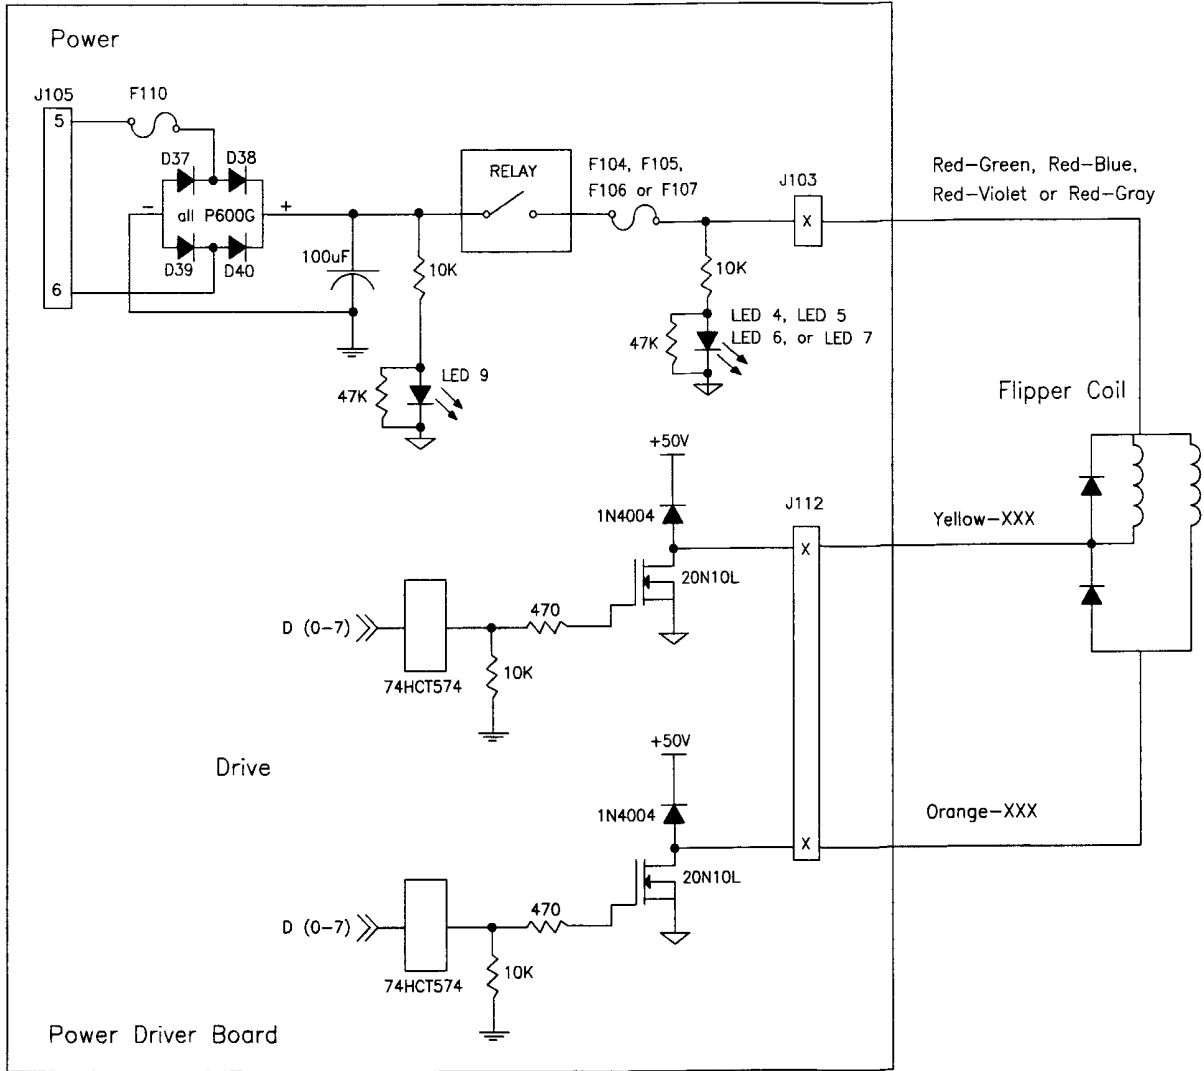 Power
J105
F110
5
D37
D38
all P600G
−
+
D39
D40
6
100uF
10K
47K
LED 9
RELAY
F104, F105,
F106 or F107
J103
X
10K
47K
LED 4, LED 5
LED 6, or LED 7
Red-Green, Red-Blue,
Red-Violet or Red-Gray
Flipper Coil
+50V
1N4004
J112
X
Yellow-XXX
20N10L
D (0-7)
470
10K
74HCT574
Drive
+50V
1N4004
Orange-XXX
X
20N10L
D (0-7)
470
10K
74HCT574
Power Driver Board